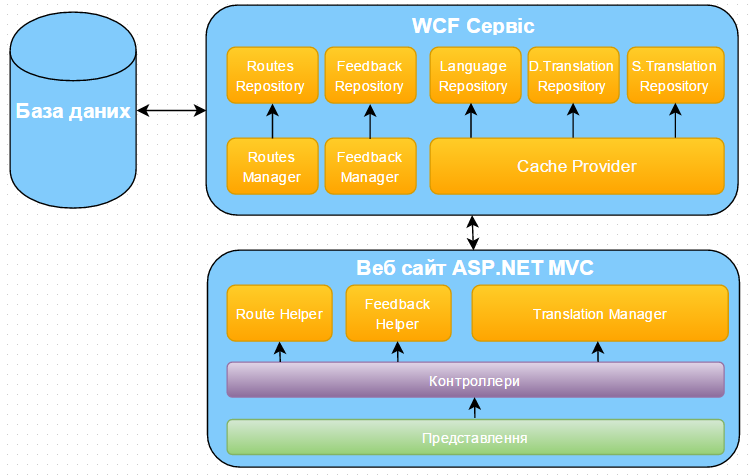 База даних
WCF Сервіс
Routes
Repository
Feedback
Repository
Language
Repository
D.Translation
Repository
S.Translation
Repository
Routes
Manager
Feedback
Manager
Cache Provider
Веб сайт ASP.NET MVC
Route Helper
Feedback
Helper
Translation Manager
Контроллери
Представлення